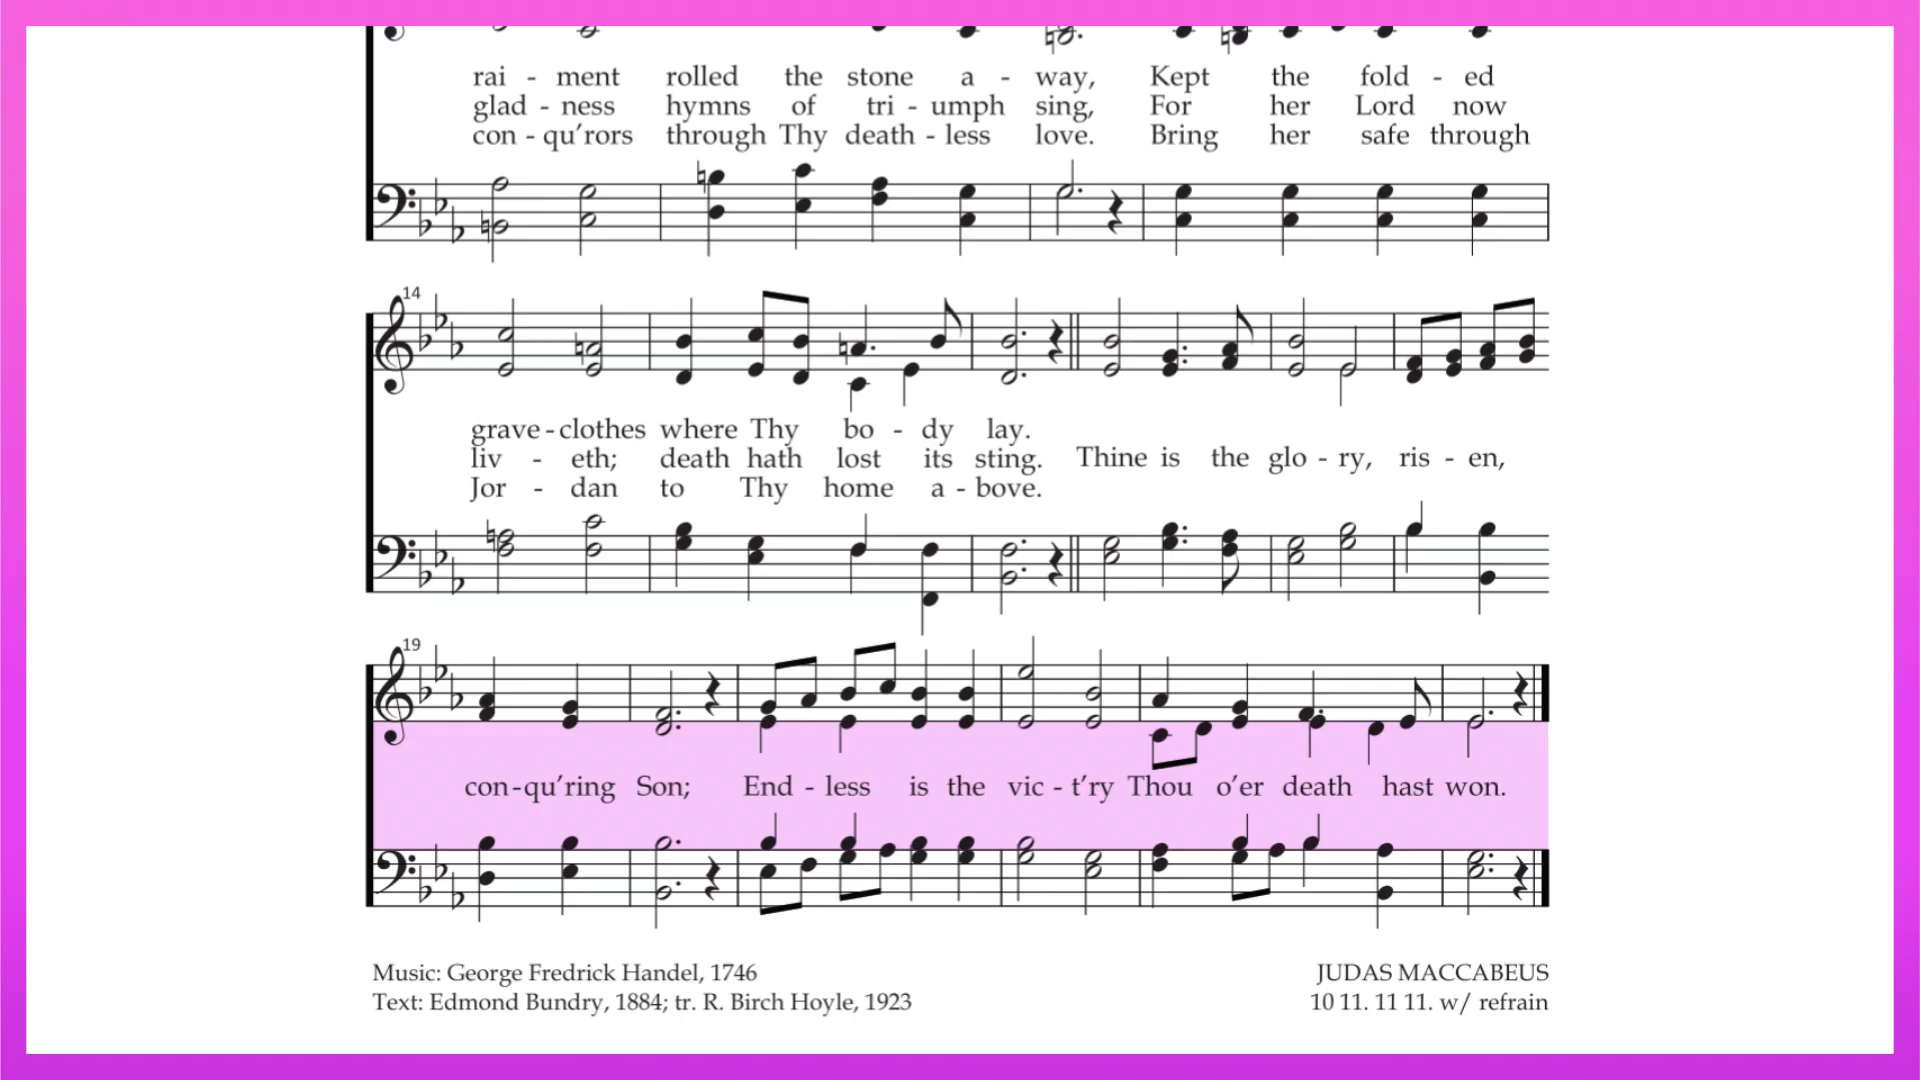 rai - ment rolled the stone a - way, Kept the fold - ed
glad - ness hymns of tri - umph sing, For her Lord now
con - qu’rors through Thy death - less love. Bring her safe through
14
grave - clothes where Thy bo - dy lay.
liv - eth; death hath lost its sting. Thine is the glo - ry, ris - en,
Jor - dan to Thy home a - bove.
19
con - qu’ring Son; End - less is the vic - t’ry Thou o’er death hast won.
Music: George Fredrick Handel, 1746
JUDAS MACCABEUS
Text: Edmond Bundry, 1884; tr. R. Birch Hoyle, 1923
10 11. 11 11. w/ refrain